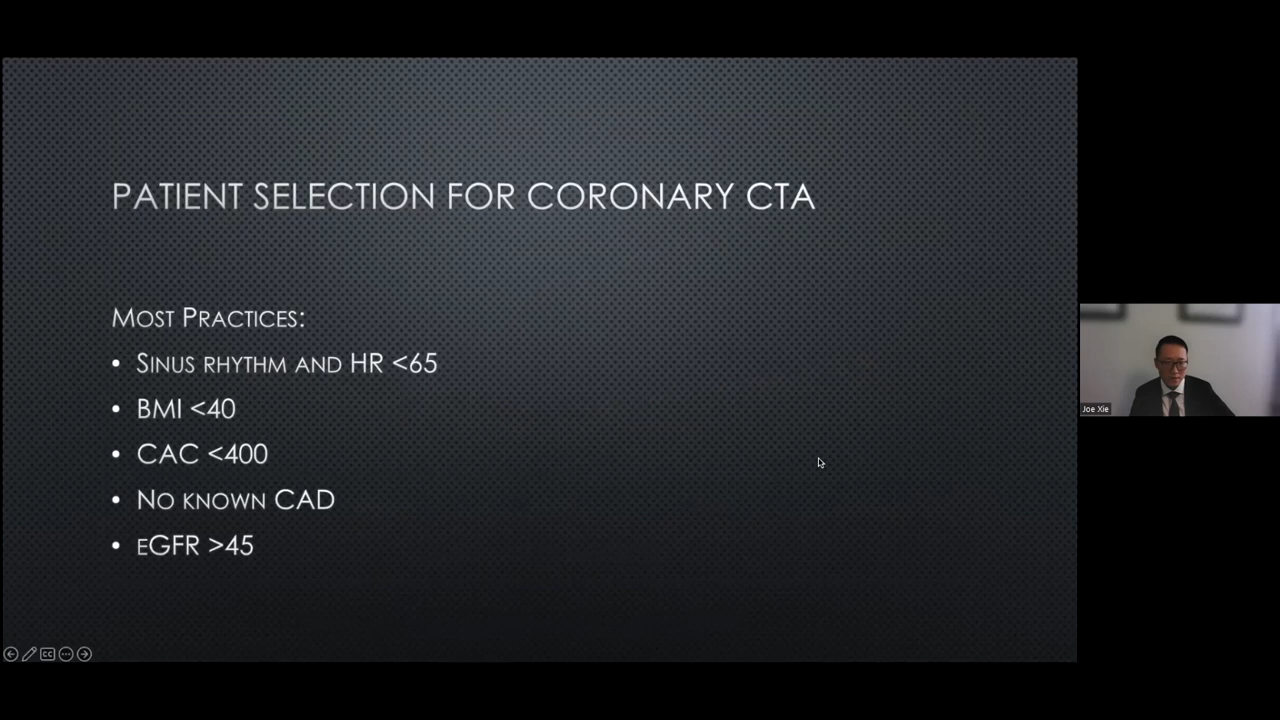 PATIENT SELECTION FOR CORONARY CTA
MOST PRACTICES:
• SINUS RHYTHM AND HR <65
• BMI <40
• CAC <400
• NO KNOWN CAD
• EGFR >45
Joe Xie
CC